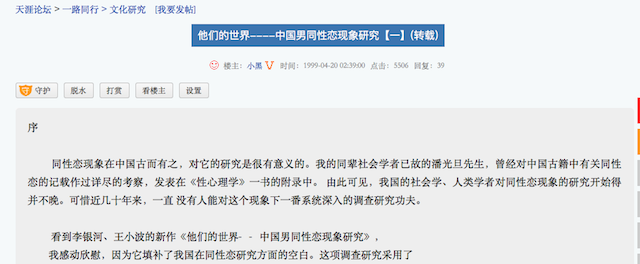 天涯论坛 > 一路同行 > 文化研究 [我要发帖]
他们的世界----中国男同性恋现象研究【一】(转载)
楼主：小黑 时间：1999-04-20 02:39:00 点击：5506 回复：39
守护 脱水 打赏 看楼主 设置
序
同性恋现象在中国古而有之，对它的研究是很有意义的。我的同辈社会学者已故的潘光旦先生，曾经对中国古籍中有关同性
恋的记载作过详尽的考察，发表在《性心理学》一书的附录中。 由此可见，我国的社会学、人类学者对同性恋现象的研究开始得
并不晚。可惜近几十年来，一直 没有人能对这个现象下一番系统深入的调查研究功夫。
看到李银河、王小波的新作《他们的世界- - 中国男同性恋现象研究》，
我感动欣慰，因为它填补了我国在同性恋研究方面的空白。这项调查研究采用了